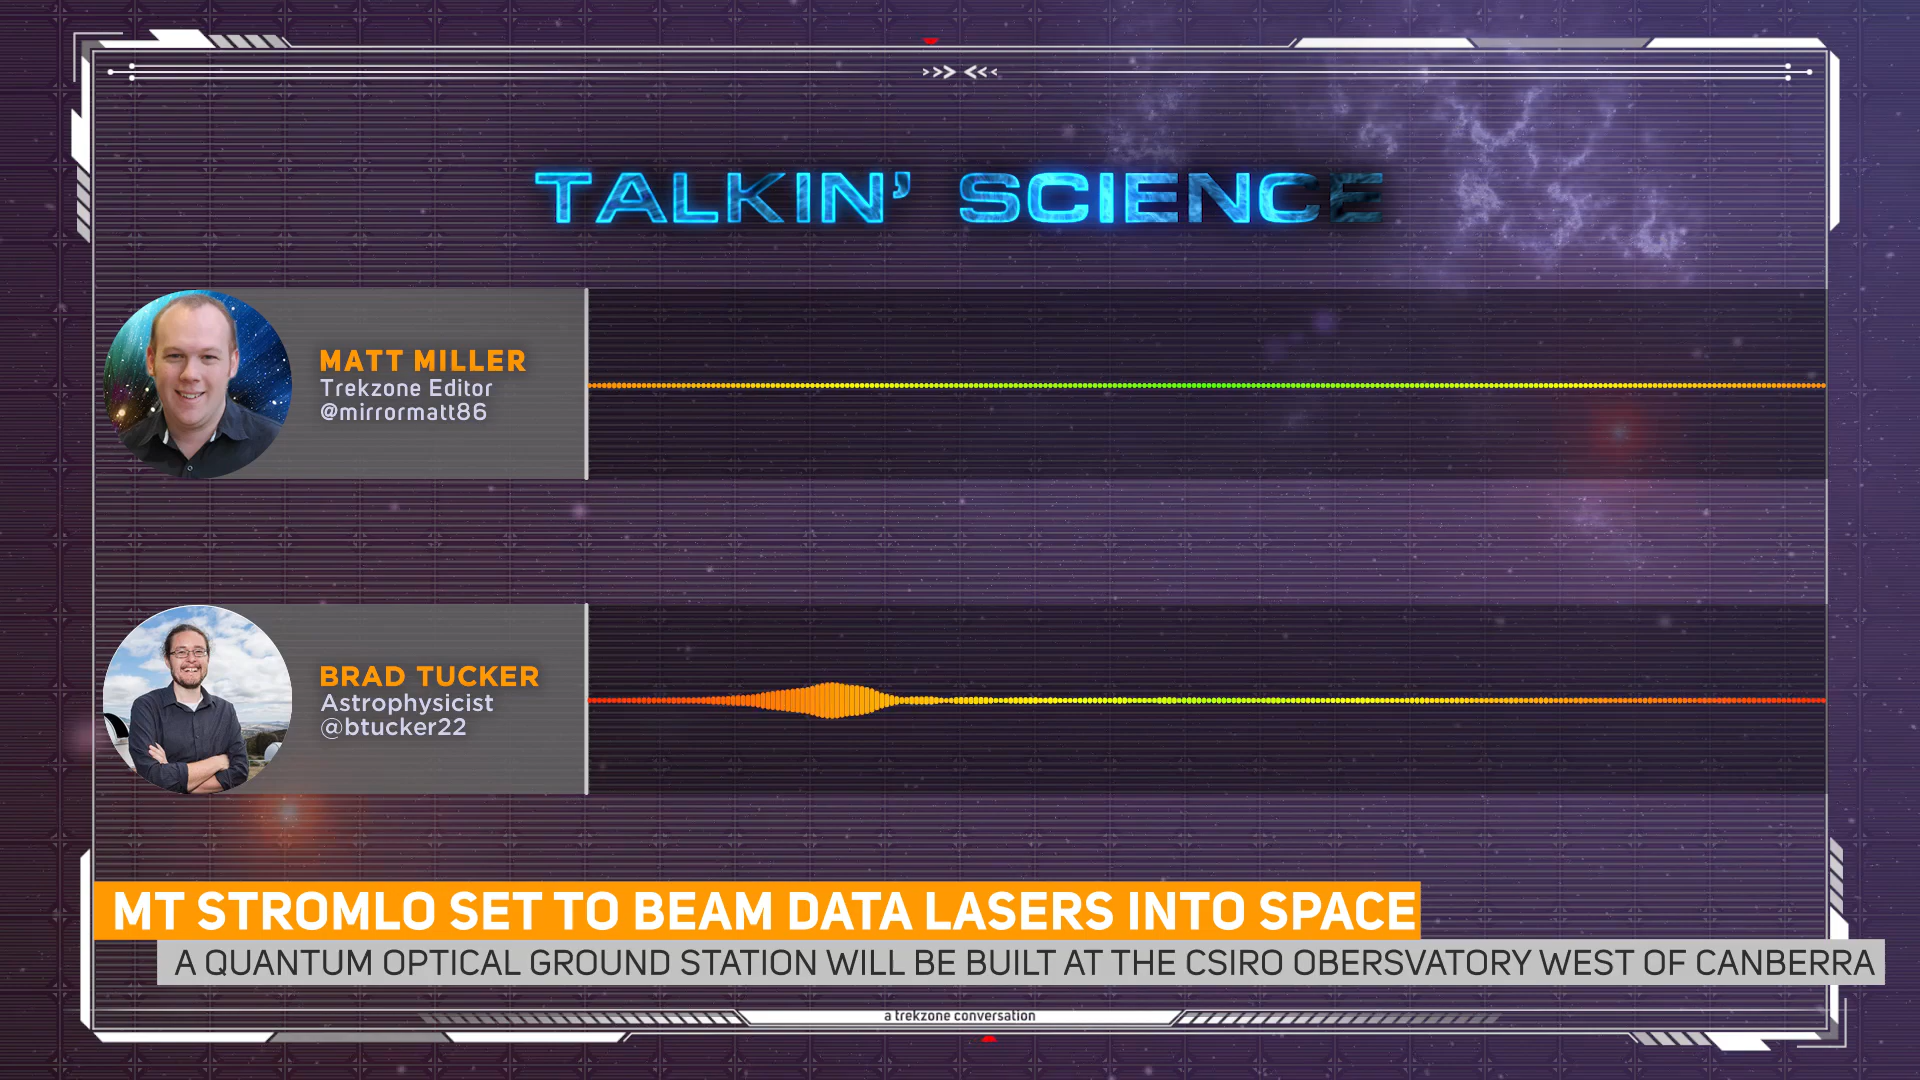 TALKIN' SCIENCE
MATT MILLER
Trekzone Editor
@mirrormatt86
BRAD TUCKER
Astrophysicist
@btucker22
MT STROMLO SET TO BEAM DATA LASERS INTO SPACE
A QUANTUM OPTICAL GROUND STATION WILL BE BUILT AT THE CSIRO OBERSVATORY WEST OF CANBERRA
a trekzone conversation